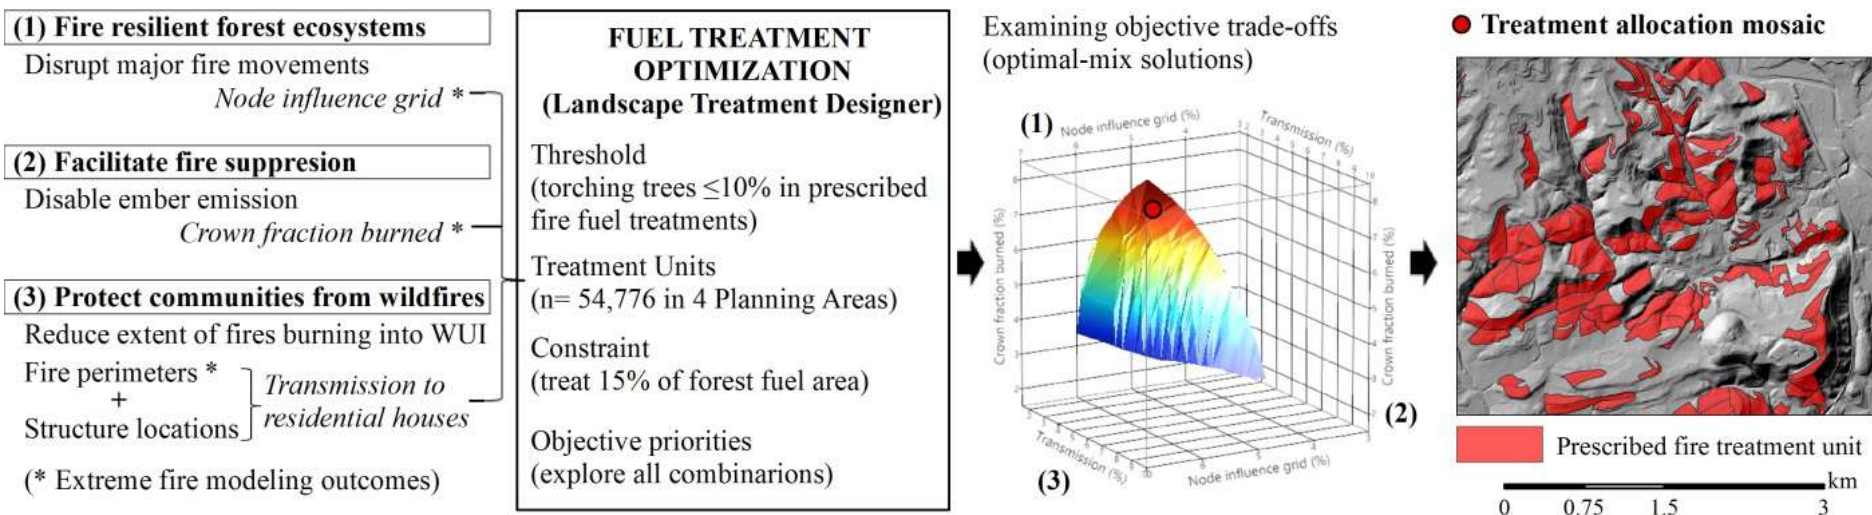 (1) Fire resilient forest ecosystems
Disrupt major fire movements
Node influence grid *
(2) Facilitate fire suppresion
Disable ember emission
Crown fraction burned *
(3) Protect communities from wildfires
Reduce extent of fires burning into WUI
Fire perimeters *
+
Structure locations
Transmission to
residential houses
(* Extreme fire modeling outcomes)
FUEL TREATMENT
OPTIMIZATION
(Landscape Treatment Designer)
Threshold
(torching trees ≤10% in prescribed
fire fuel treatments)
Treatment Units
(n= 54,776 in 4 Planning Areas)
Constraint
(treat 15% of forest fuel area)
Objective priorities
(explore all combinarions)
Examining objective trade-offs
(optimal-mix solutions)
(1)
Node influence grid (%)
Transmission (%)
Crown fraction burned (%)
Crown fraction burned (%)
(2)
Transmission (%)
(3)
Node influence grid (%)
Treatment allocation mosaic
Prescribed fire treatment unit
km
0 0.75 1.5 3